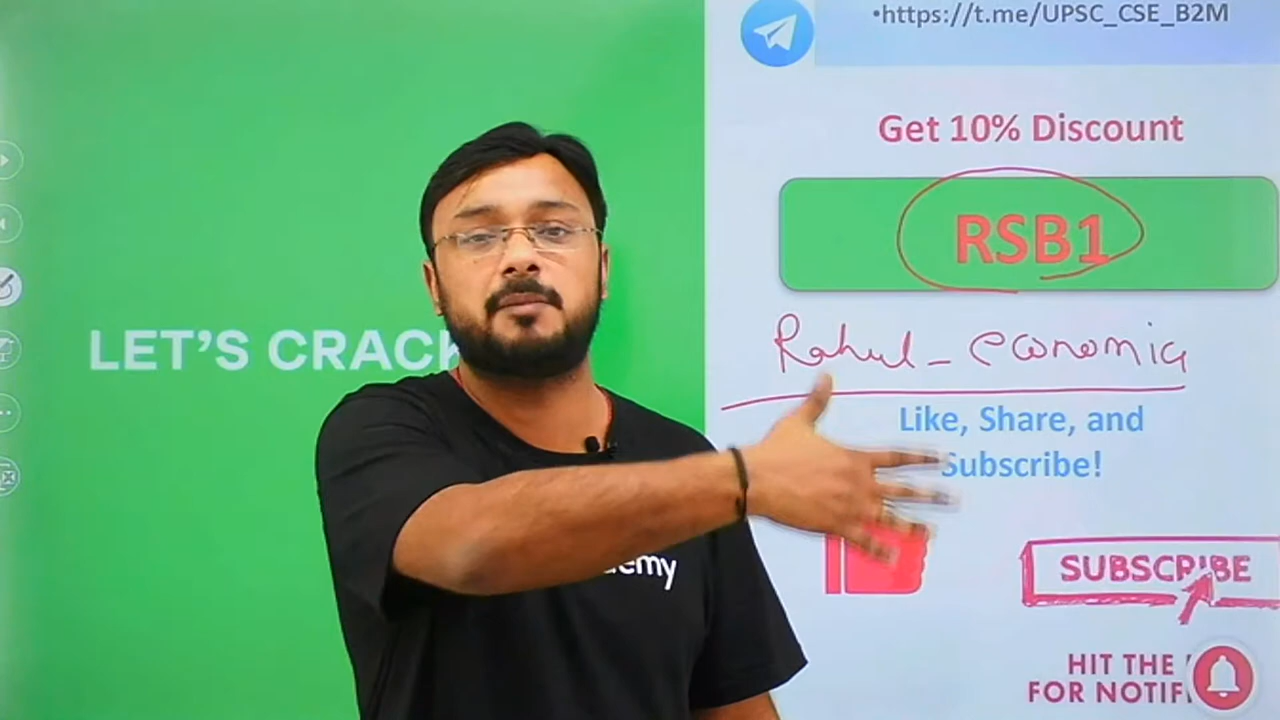 •https://t.me/UPSC_CSE_B2M
Get 10% Discount
RSB1
Rahul_economics
LET'S CRACK
Like, Share, and
Subscribe!
demy
SUBSCRIBE
HIT THE
FOR NOTIF